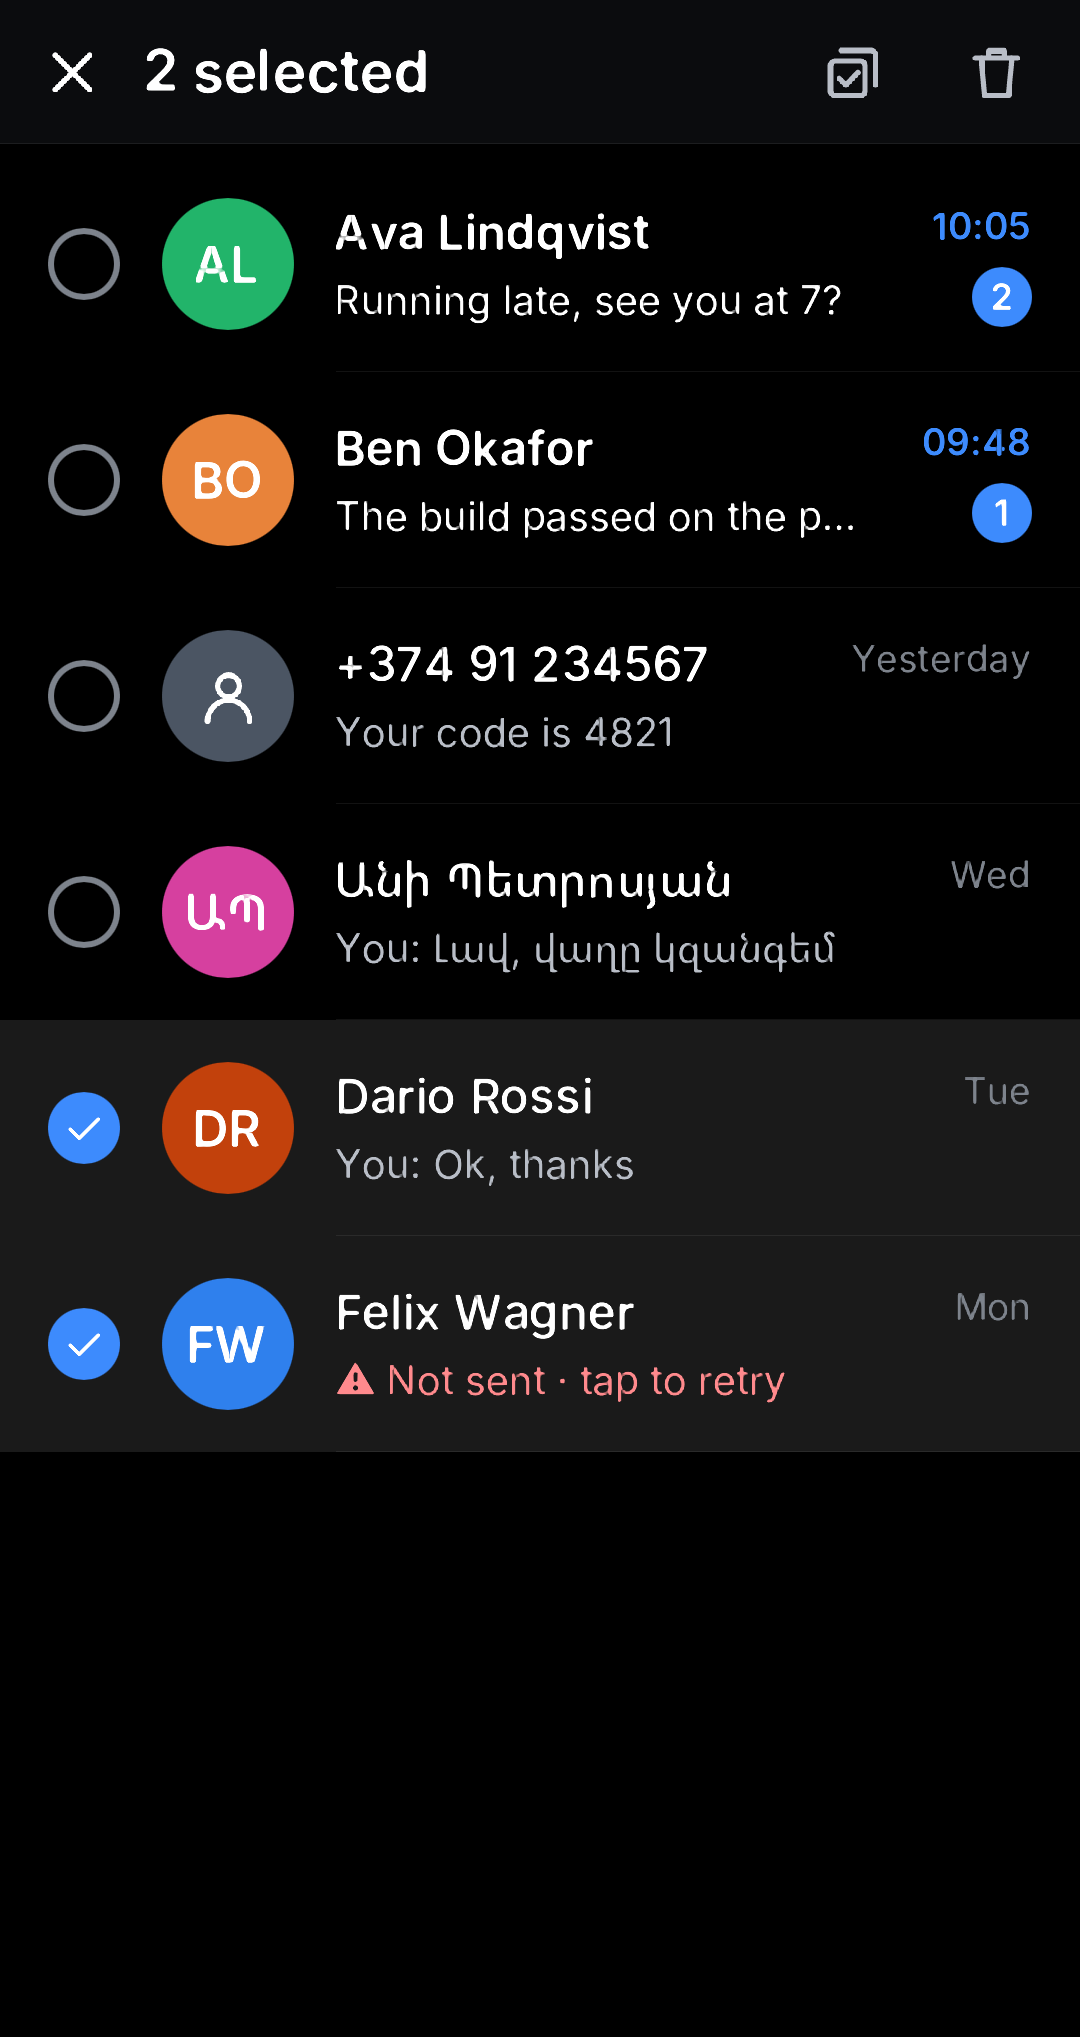 2 selected
AL
Ava Lindqvist
10:05
Running late, see you at 7?
2
BO
Ben Okafor
09:48
The build passed on the p...
1
+374 91 234567
Yesterday
Your code is 4821
ԱՊ
Անի Պետրոսյան
Wed
You: Լավ, վաղը կզանգեմ
DR
Dario Rossi
Tue
You: Ok, thanks
FW
Felix Wagner
Mon
Not sent · tap to retry